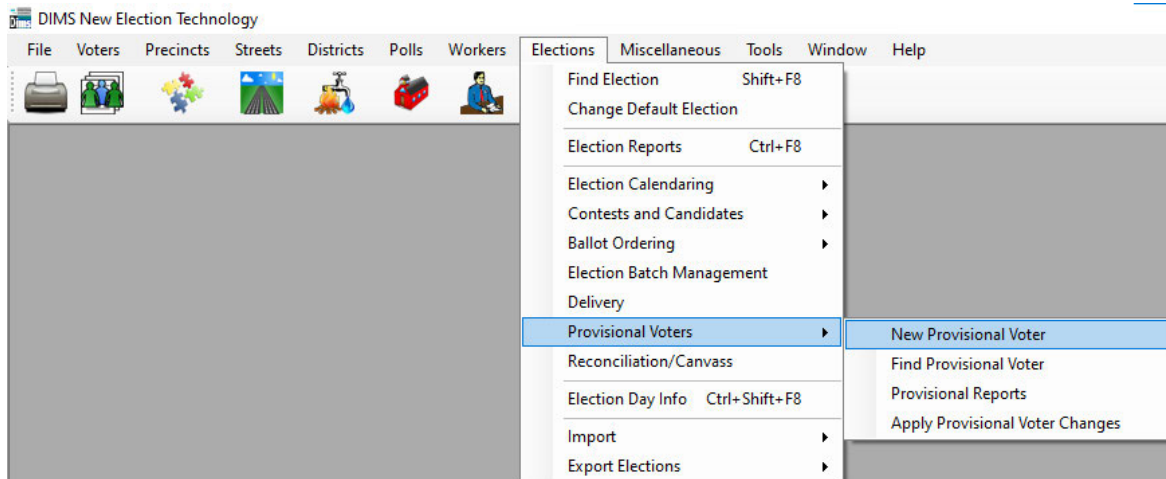 DIMS New Election Technology
File Voters Precincts Streets Districts Polls Workers Elections Miscellaneous Tools Window Help
Find Election Shift+F8
Change Default Election
Election Reports Ctrl+F8
Election Calendaring
Contests and Candidates
Ballot Ordering
Election Batch Management
Delivery
Provisional Voters
New Provisional Voter
Find Provisional Voter
Provisional Reports
Apply Provisional Voter Changes
Reconciliation/Canvass
Election Day Info Ctrl+Shift+F8
Import
Export Elections